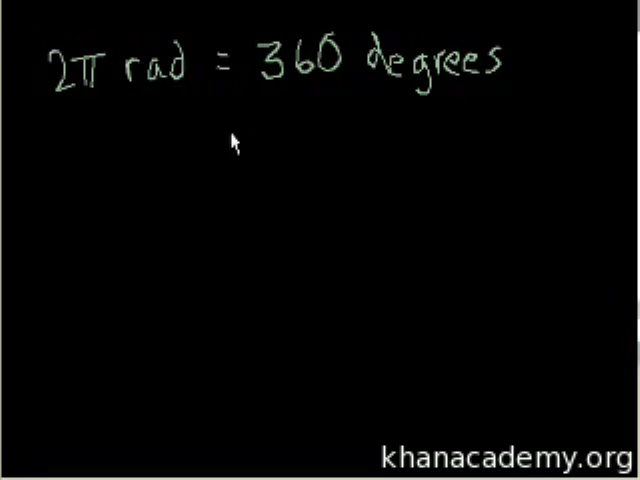 2π rad = 360 degrees
khanacademy.org